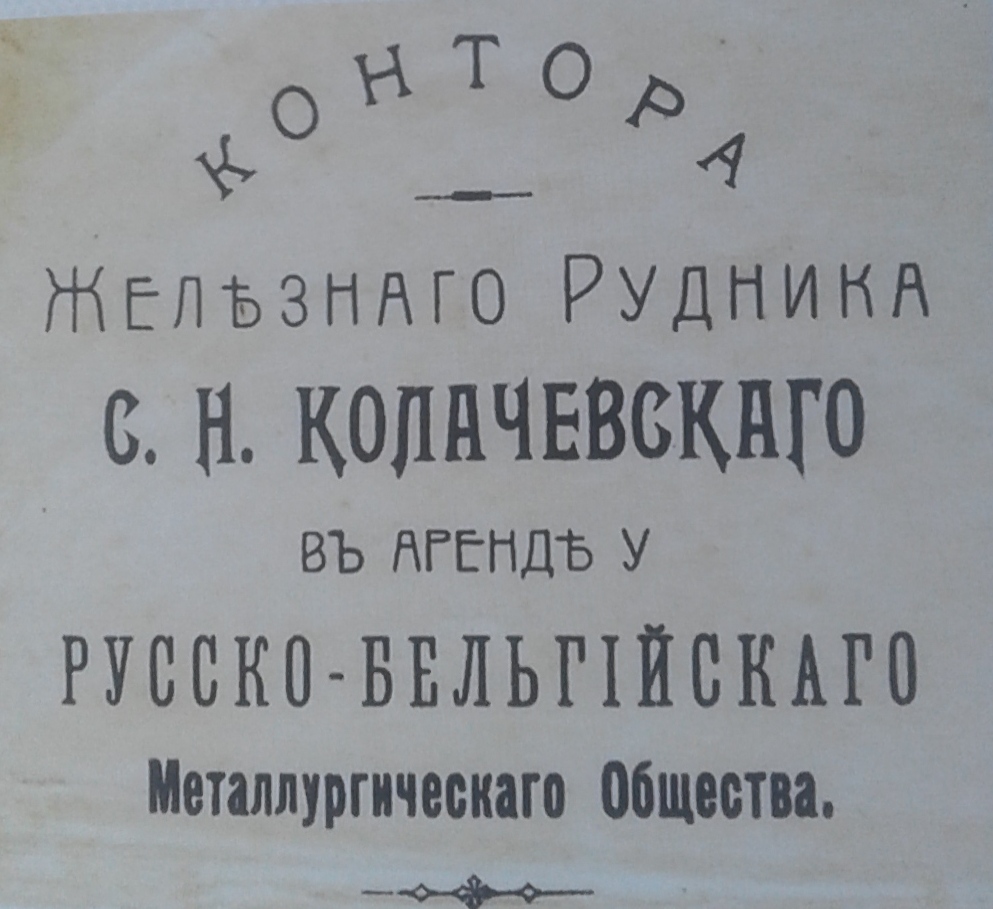 КОНТОРА
ЖЕЛѢЗНАГО РУДНИКА
С. Н. КОЛАЧЕВСКАГО
ВЪ АРЕНДѢ У
РУССКО-БЕЛЬГІЙСКАГО
Металлургическаго Общества.